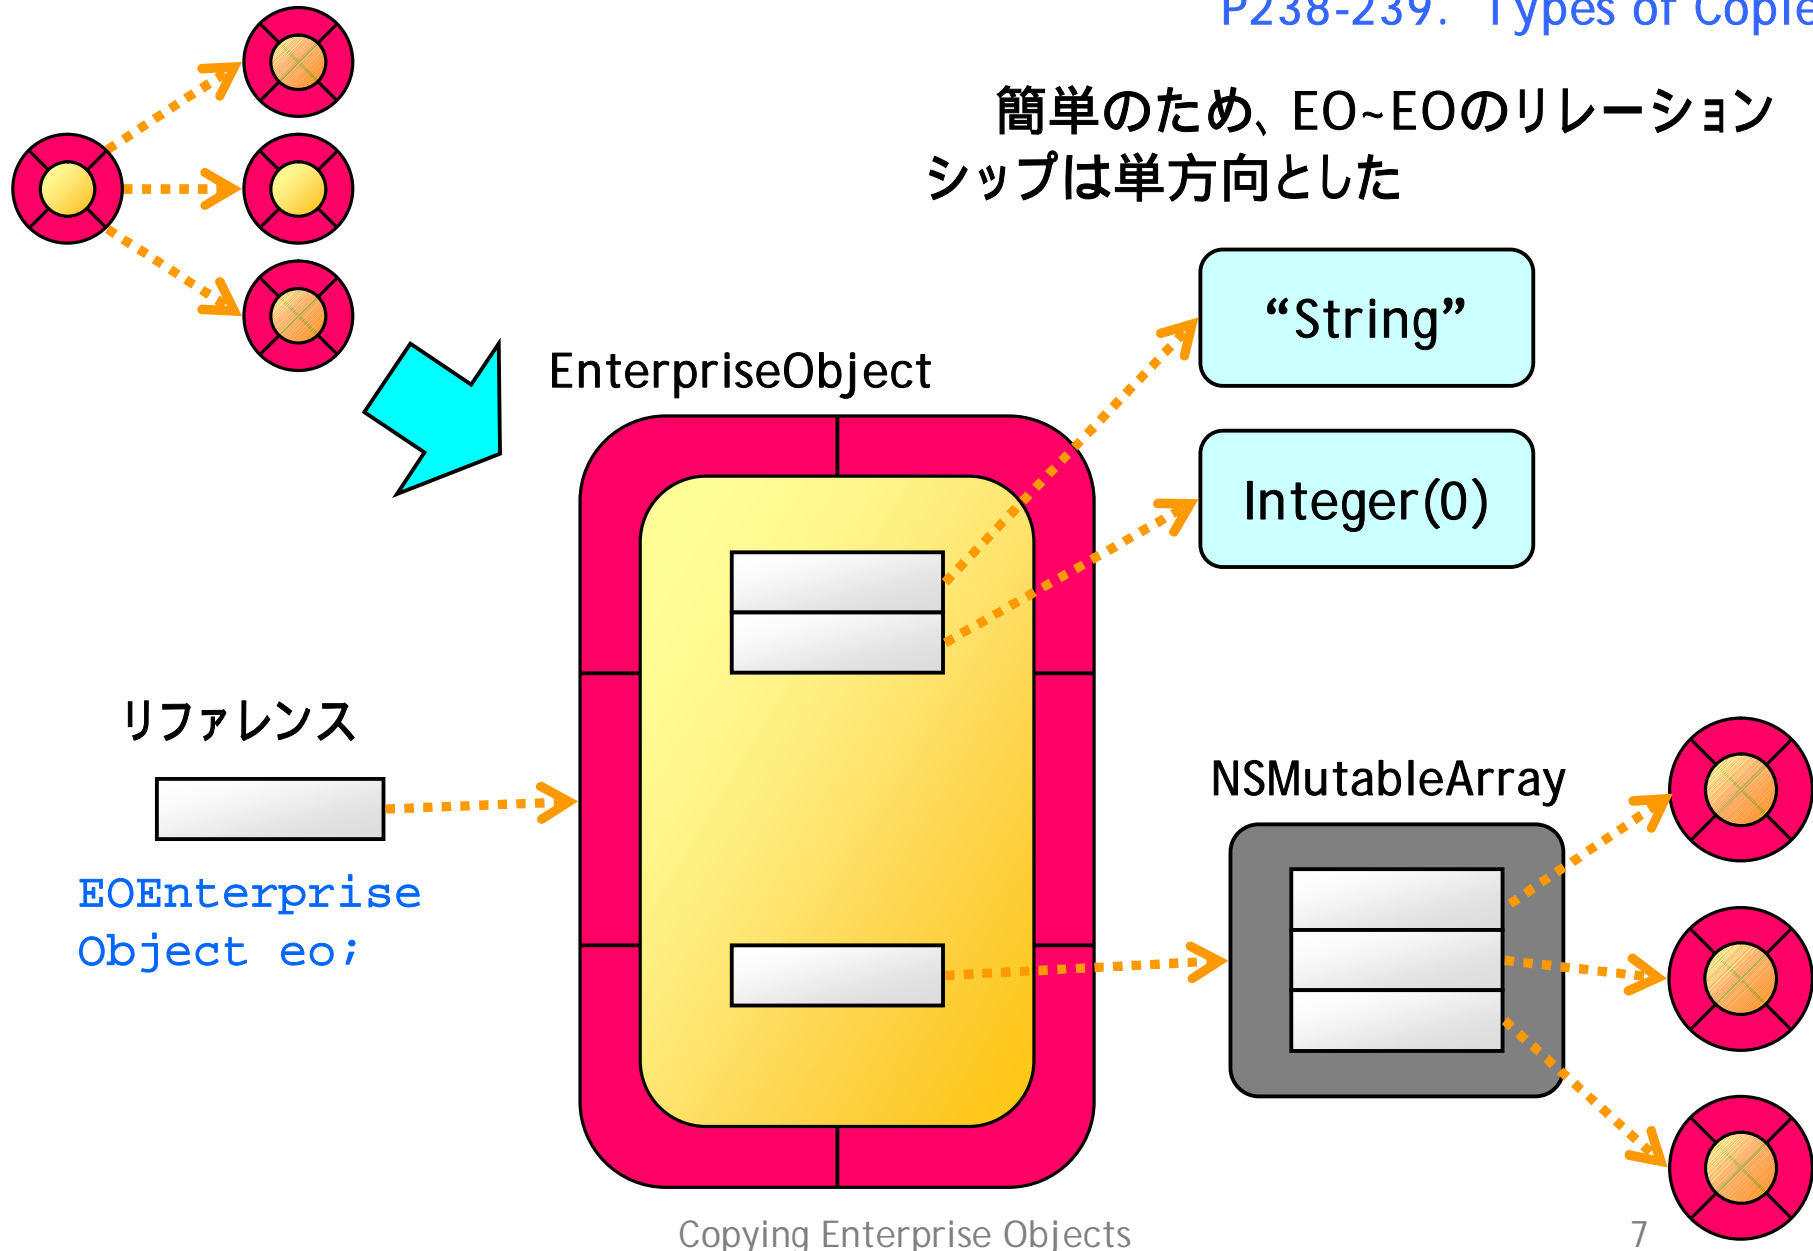 P238-239. Types of Copie
簡単のため、EO~EOのリレーション
シップは単方向とした
“String”
EnterpriseObject
Integer(0)
リファレンス
NSMutableArray
EOEnterprise
Object eo;
Copying Enterprise Objects
7